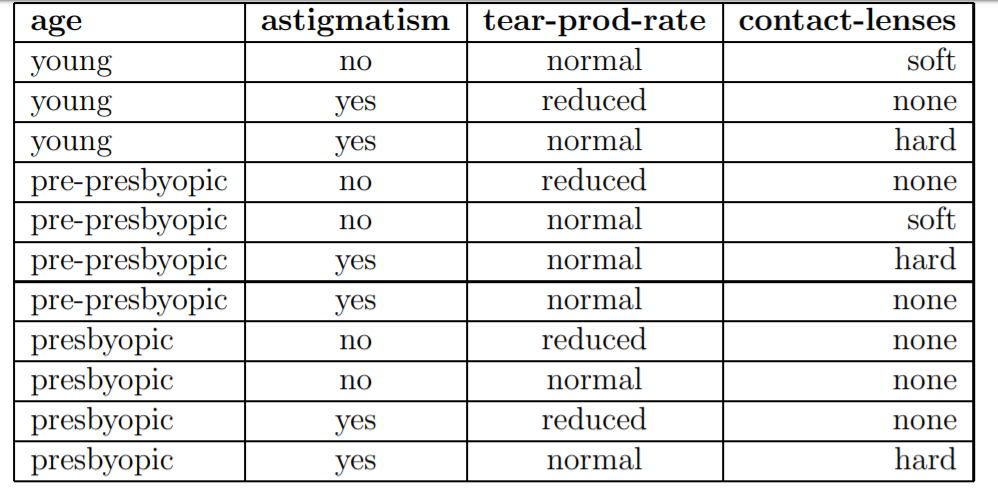 age astigmatism tear-prod-rate contact-lenses
young no normal soft
young yes reduced none
young yes normal hard
pre-presbyopic no reduced none
pre-presbyopic no normal soft
pre-presbyopic yes normal hard
pre-presbyopic yes normal none
presbyopic no reduced none
presbyopic no normal none
presbyopic yes reduced none
presbyopic yes normal hard